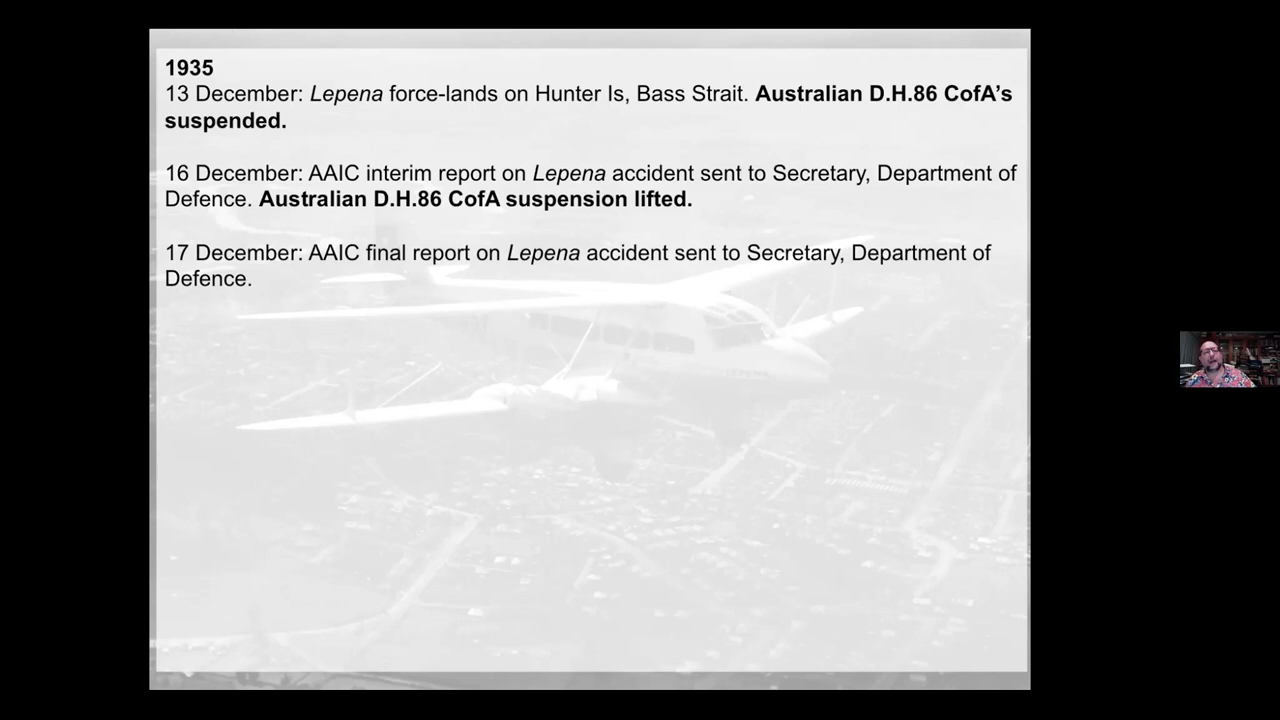 1935
13 December: Lepena force-lands on Hunter Is, Bass Strait. Australian D.H.86 CofA’s
suspended.
16 December: AAIC interim report on Lepena accident sent to Secretary, Department of
Defence. Australian D.H.86 CofA suspension lifted.
17 December: AAIC final report on Lepena accident sent to Secretary, Department of
Defence.